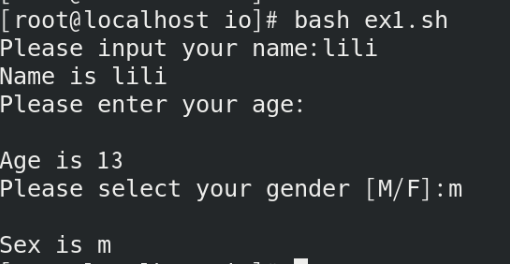 [root@localhost io]# bash ex1.sh
Please input your name:lili
Name is lili
Please enter your age:
Age is 13
Please select your gender [M/F]:m
Sex is m